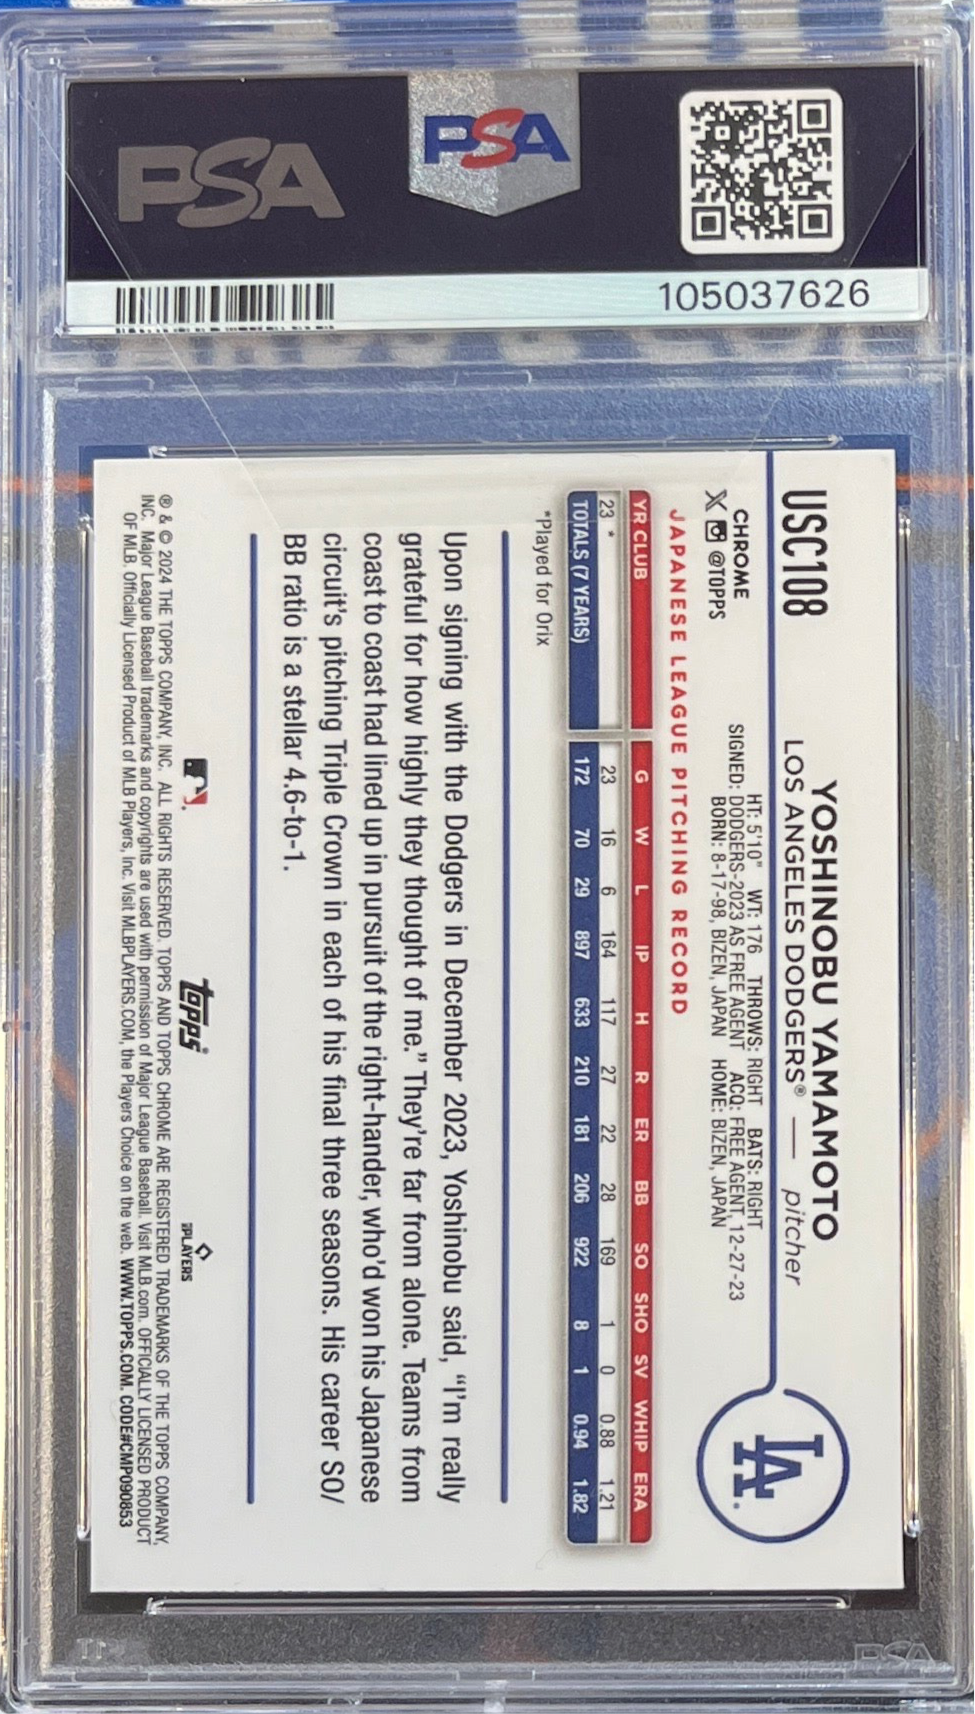 PSA
PSA
105037626
USC108
YOSHINOBU YAMAMOTO
LOS ANGELES DODGERS® — pitcher
CHROME
@TOPPS
HT: 5'10" WT: 176 THROWS: RIGHT BATS: RIGHT
SIGNED: DODGERS-2023 AS FREE AGENT ACQ: FREE AGENT, 12-27-23
BORN: 8-17-98, BIZEN, JAPAN HOME: BIZEN, JAPAN
LA
JAPANESE LEAGUE PITCHING RECORD
YR CLUB G W L IP H R ER BB SO SHO SV WHIP ERA
23 * 23 16 6 164 117 27 22 28 169 1 0 0.88 1.21
TOTALS (7 YEARS) 172 70 29 897 633 210 181 206 922 8 1 0.94 1.82
*Played for Orix
Upon signing with the Dodgers in December 2023, Yoshinobu said, “I'm really
grateful for how highly they thought of me.” They're far from alone. Teams from
coast to coast had lined up in pursuit of the right-hander, who'd won his Japanese
circuit's pitching Triple Crown in each of his final three seasons. His career SO/
BB ratio is a stellar 4.6-to-1.
topps®
PLAYERS
® & © 2024 THE TOPPS COMPANY, INC. ALL RIGHTS RESERVED. TOPPS AND TOPPS CHROME ARE REGISTERED TRADEMARKS OF THE TOPPS COMPANY,
INC. Major League Baseball trademarks and copyrights are used with permission of Major League Baseball. Visit MLB.com. OFFICIALLY LICENSED PRODUCT
OF MLB. Officially Licensed Product of MLB Players, Inc. Visit MLBPLAYERS.COM, the Players Choice on the web. WWW.TOPPS.COM. CODE#CMP090853
PSA